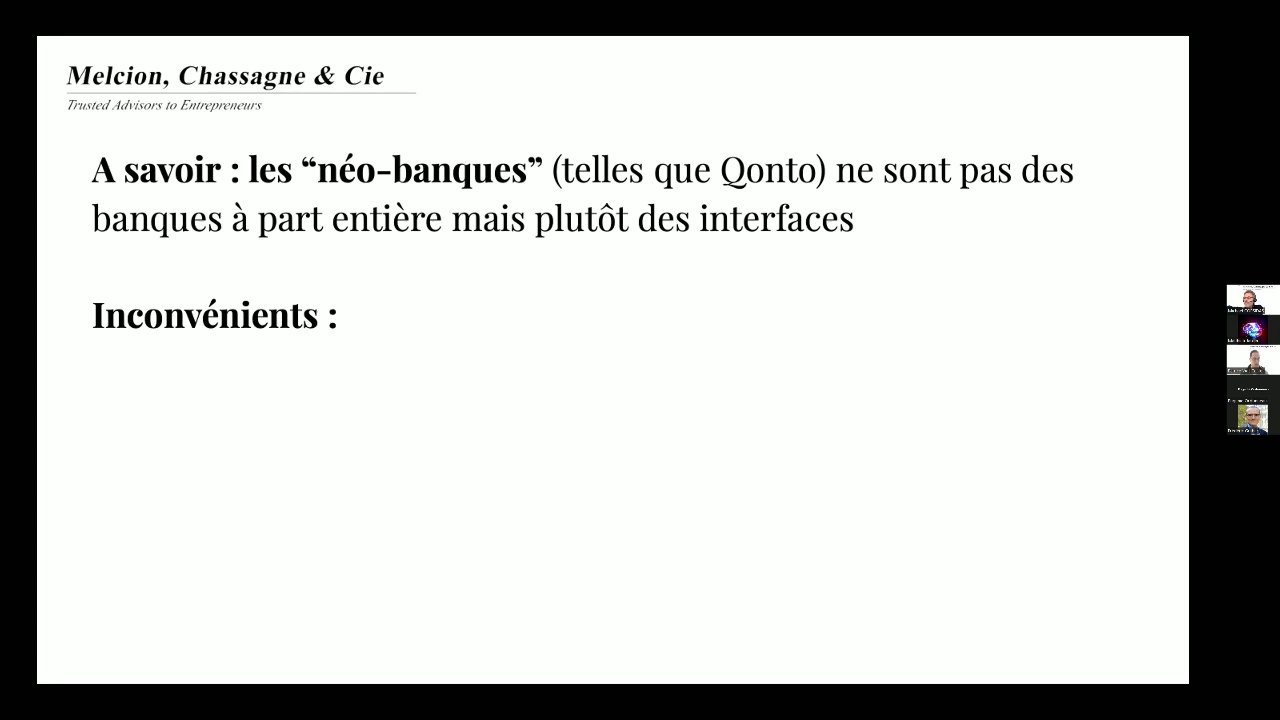 Melcion, Chassagne & Cie
Trusted Advisors to Entrepreneurs
A savoir : les “néo-banques” (telles que Qonto) ne sont pas des
banques à part entière mais plutôt des interfaces
Inconvénients :